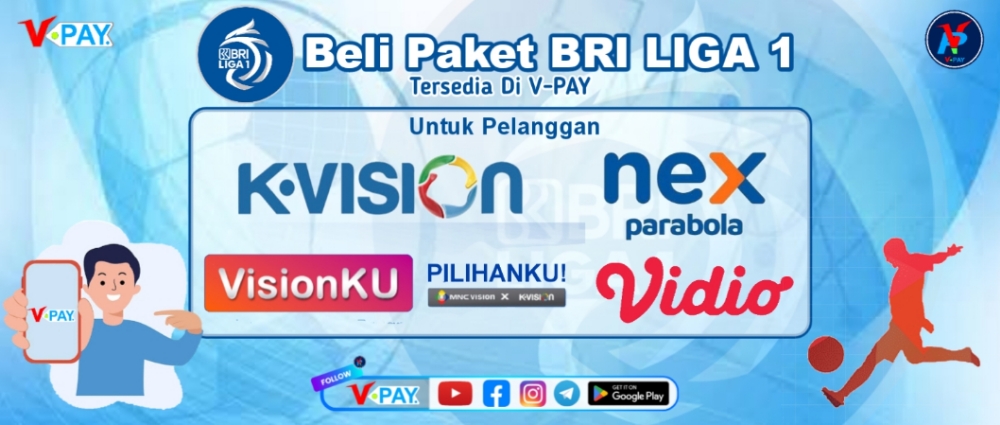 V-PAY
BRI
LIGA 1
Beli Paket BRI LIGA 1
Tersedia Di V-PAY
V-PAY
Untuk Pelanggan
K-VISION
nex
parabola
VisionKU
PILIHANKU!
MNC VISION X K-VISION
Vidio
V-PAY
FOLLOW
V-PAY
GET IT ON
Google Play